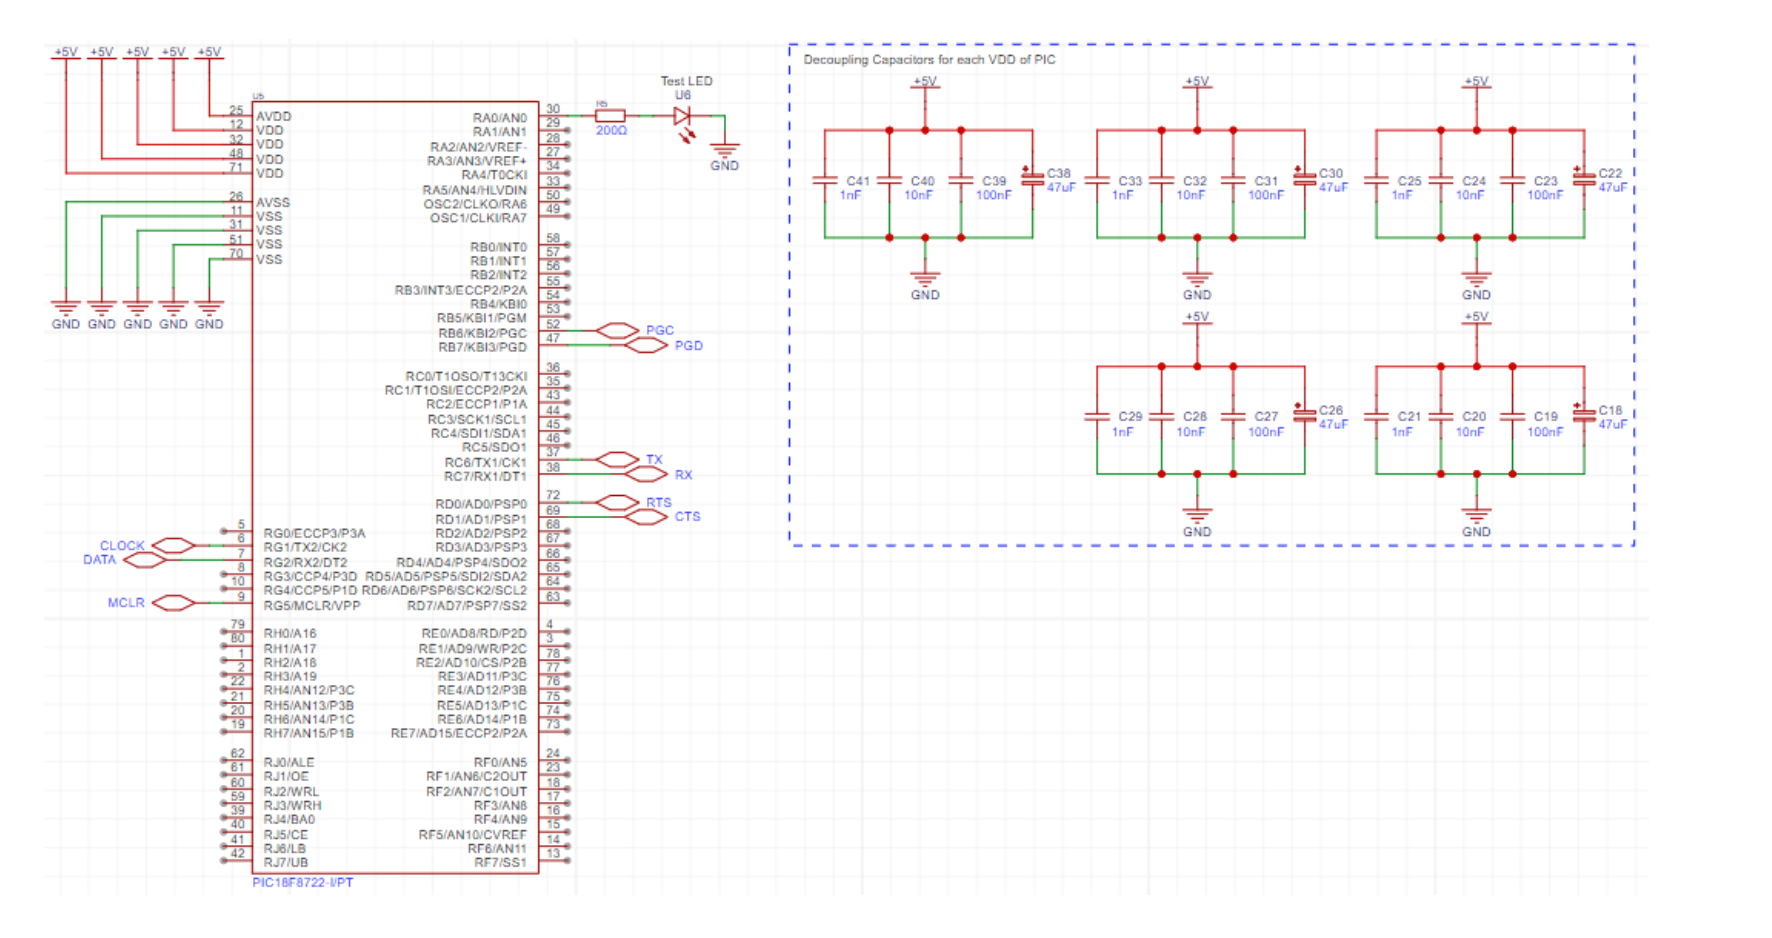 +5V +5V +5V +5V +5V
U5
25 AVDD
12 VDD
32 VDD
48 VDD
71 VDD
26 AVSS
11 VSS
31 VSS
51 VSS
70 VSS
GND GND GND GND GND
CLOCK
DATA
MCLR
5 RG0/ECCP3/P3A
6 RG1/TX2/CK2
7 RG2/RX2/DT2
8 RG3/CCP4/P3D
10 RG4/CCP5/P1D
9 RG5/MCLR/VPP
79 RH0/A16
80 RH1/A17
1 RH2/A18
2 RH3/A19
22 RH4/AN12/P3C
21 RH5/AN13/P3B
20 RH6/AN14/P1C
19 RH7/AN15/P1B
62 RJ0/ALE
61 RJ1/OE
60 RJ2/WRL
59 RJ3/WRH
39 RJ4/BA0
40 RJ5/CE
41 RJ6/LB
42 RJ7/UB
PIC18F8722-I/PT
RA0/AN0 30
RA1/AN1 29
RA2/AN2/VREF- 28
RA3/AN3/VREF+ 27
RA4/T0CKI 34
RA5/AN4/HLVDIN 33
OSC2/CLKO/RA6 50
OSC1/CLKI/RA7 49
RB0/INT0 58
RB1/INT1 57
RB2/INT2 56
RB3/INT3/ECCP2/P2A 55
RB4/KBI0 54
RB5/KBI1/PGM 53
RB6/KBI2/PGC 52
RB7/KBI3/PGD 47
RC0/T1OSO/T13CKI 36
RC1/T1OSI/ECCP2/P2A 35
RC2/ECCP1/P1A 43
RC3/SCK1/SCL1 44
RC4/SDI1/SDA1 45
RC5/SDO1 46
RC6/TX1/CK1 37
RC7/RX1/DT1 38
RD0/AD0/PSP0 72
RD1/AD1/PSP1 69
RD2/AD2/PSP2 68
RD3/AD3/PSP3 67
RD4/AD4/PSP4/SDO2 66
RD5/AD5/PSP5/SDI2/SDA2 65
RD6/AD6/PSP6/SCK2/SCL2 64
RD7/AD7/PSP7/SS2 63
RE0/AD8/RD/P2D 4
RE1/AD9/WR/P2C 3
RE2/AD10/CS/P2B 78
RE3/AD11/P3C 77
RE4/AD12/P3B 76
RE5/AD13/P1C 75
RE6/AD14/P1B 74
RE7/AD15/ECCP2/P2A 73
RF0/AN5 24
RF1/AN6/C2OUT 23
RF2/AN7/C1OUT 18
RF3/AN8 17
RF4/AN9 16
RF5/AN10/CVREF 15
RF6/AN11 14
RF7/SS1 13
R5
200Ω
Test LED
U6
GND
PGC
PGD
TX
RX
RTS
CTS
Decoupling Capacitors for each VDD of PIC
+5V +5V +5V
C41 C40 C39 C38 C33 C32 C31 C30 C25 C24 C23 C22
1nF 10nF 100nF 47uF 1nF 10nF 100nF 47uF 1nF 10nF 100nF 47uF
GND GND GND
+5V +5V
C29 C28 C27 C26 C21 C20 C19 C18
1nF 10nF 100nF 47uF 1nF 10nF 100nF 47uF
GND GND